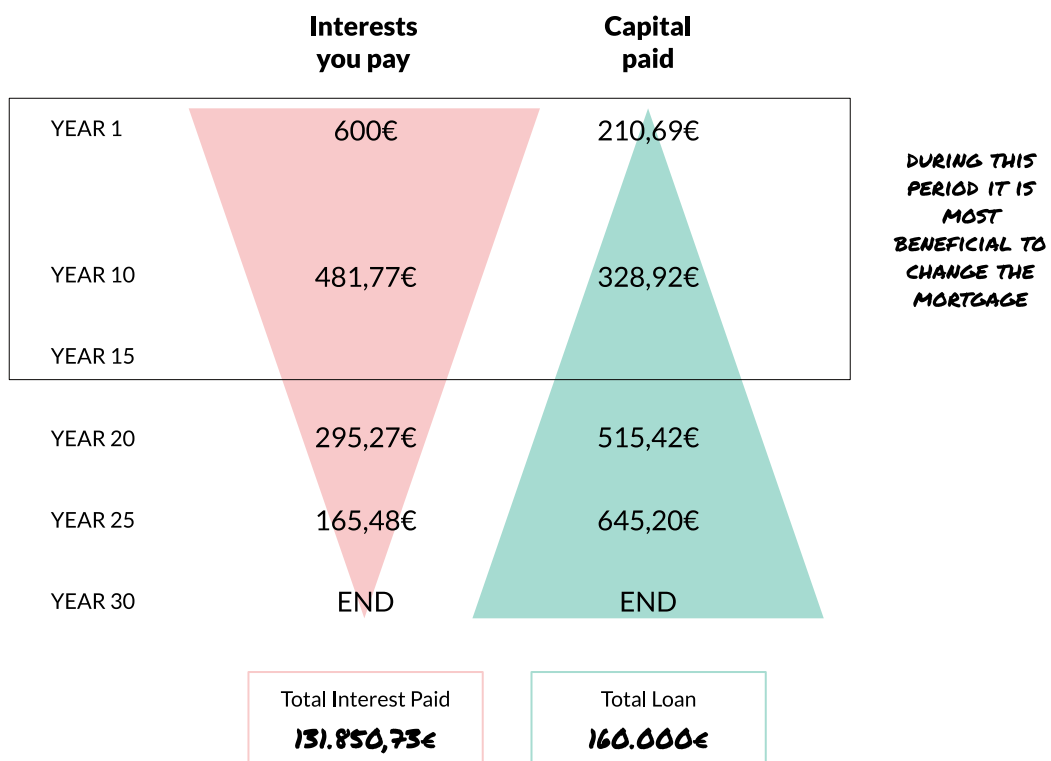 Interests
you pay
Capital
paid
YEAR 1
600€
210,69€
DURING THIS
PERIOD IT IS
MOST
BENEFICIAL TO
CHANGE THE
MORTGAGE
YEAR 10
481,77€
328,92€
YEAR 15
YEAR 20
295,27€
515,42€
YEAR 25
165,48€
645,20€
YEAR 30
END
END
Total Interest Paid
131.850,73€
Total Loan
160.000€